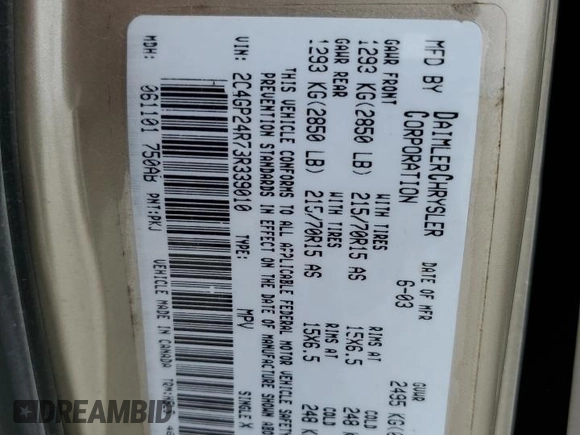 MFD BY DAIMLERCHRYSLER CORPORATION
DATE OF MFR 6-03
GVWR 2495 KG(
GAWR FRONT WITH TIRES RIMS AT COLD
1293 KG(2850 LB) 215/70R15 AS 15X6.5 248 K
GAWR REAR WITH TIRES RIMS AT COLD
1293 KG(2850 LB) 215/70R15 AS 15X6.5 248 K
THIS VEHICLE CONFORMS TO ALL APPLICABLE FEDERAL MOTOR VEHICLE SAFETY
PREVENTION STANDARDS IN EFFECT ON THE DATE OF MANUFACTURE SHOWN ABOV
VIN: 2C4GP24R73R339010 TYPE: MPV SINGLE X
MDH: 061101 750AB PNT:PKJ VEHICLE MADE IN CANADA
DREAMBID